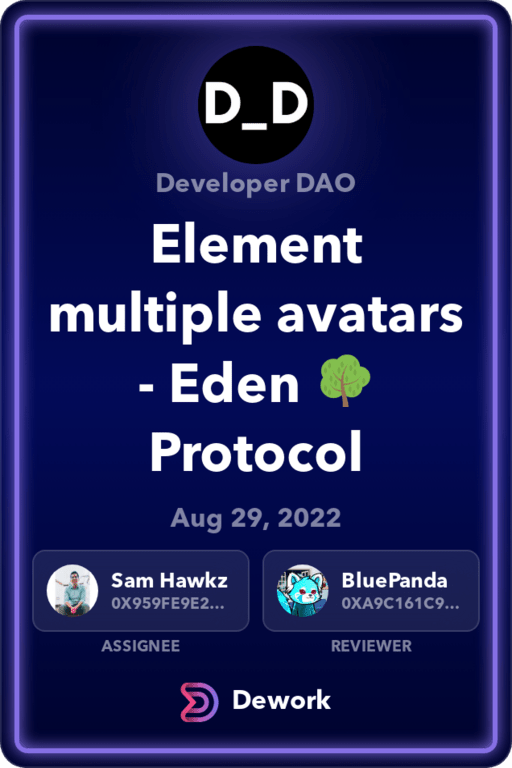 D_D
Developer DAO
Element
multiple avatars
- Eden 🌳
Protocol
Aug 29, 2022
Sam Hawkz
0X959FE9E2...
BluePanda
0XA9C161C9...
ASSIGNEE
REVIEWER
Dework